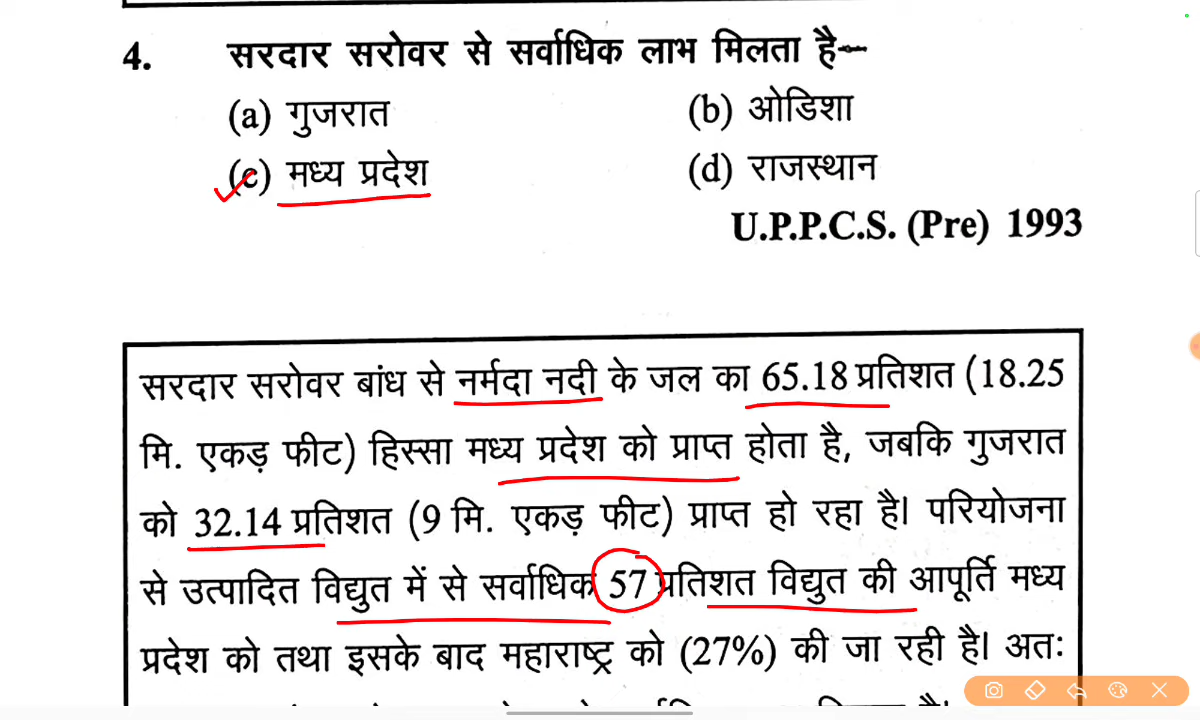 4. सरदार सरोवर से सर्वाधिक लाभ मिलता है–
(a) गुजरात (b) ओडिशा
(c) मध्य प्रदेश (d) राजस्थान
U.P.P.C.S. (Pre) 1993
सरदार सरोवर बांध से नर्मदा नदी के जल का 65.18 प्रतिशत (18.25
मि. एकड़ फीट) हिस्सा मध्य प्रदेश को प्राप्त होता है, जबकि गुजरात
को 32.14 प्रतिशत (9 मि. एकड़ फीट) प्राप्त हो रहा है। परियोजना
से उत्पादित विद्युत में से सर्वाधिक 57 प्रतिशत विद्युत की आपूर्ति मध्य
प्रदेश को तथा इसके बाद महाराष्ट्र को (27%) की जा रही है। अतः